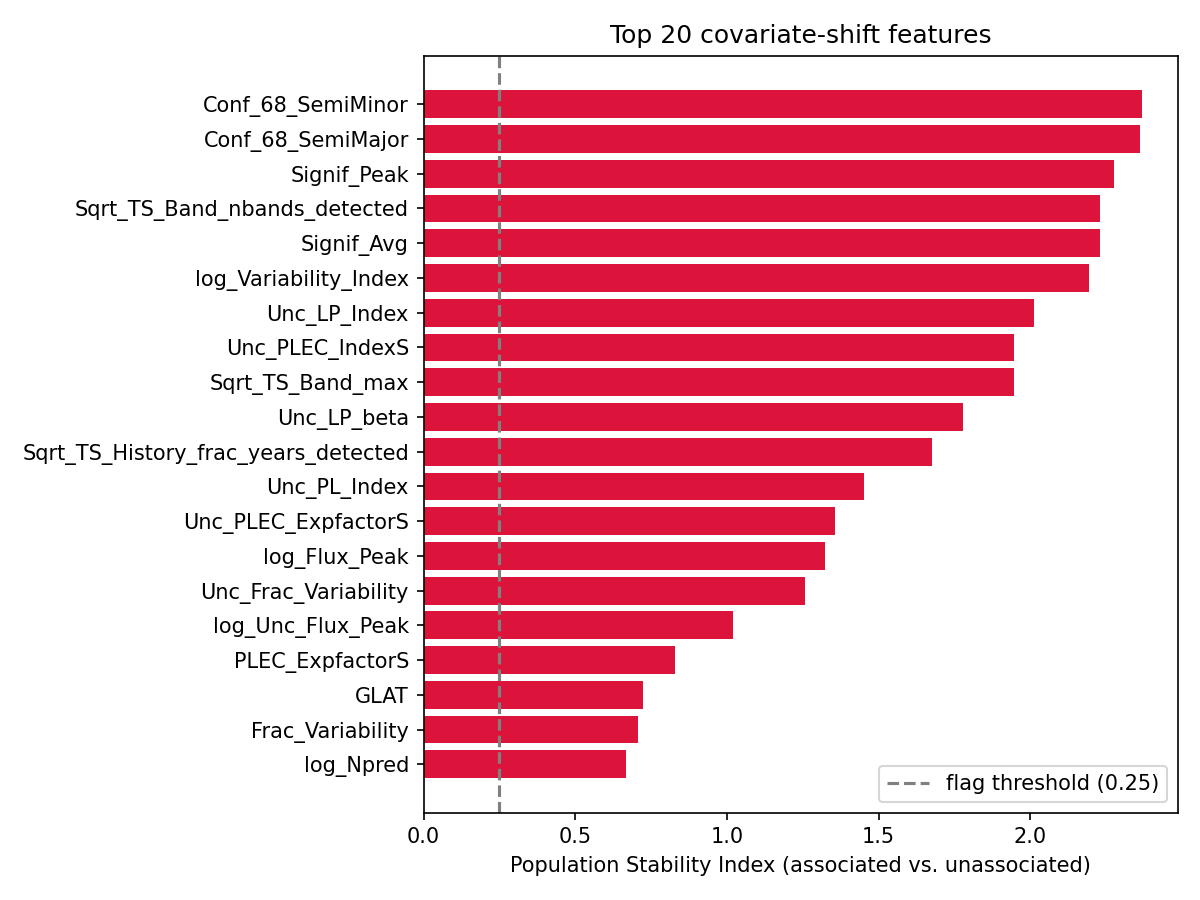 Top 20 covariate-shift features
Conf_68_SemiMinor
Conf_68_SemiMajor
Signif_Peak
Sqrt_TS_Band_nbands_detected
Signif_Avg
log_Variability_Index
Unc_LP_Index
Unc_PLEC_IndexS
Sqrt_TS_Band_max
Unc_LP_beta
Sqrt_TS_History_frac_years_detected
Unc_PL_Index
Unc_PLEC_ExpfactorS
log_Flux_Peak
Unc_Frac_Variability
log_Unc_Flux_Peak
PLEC_ExpfactorS
GLAT
Frac_Variability
log_Npred
flag threshold (0.25)
0.0 0.5 1.0 1.5 2.0
Population Stability Index (associated vs. unassociated)